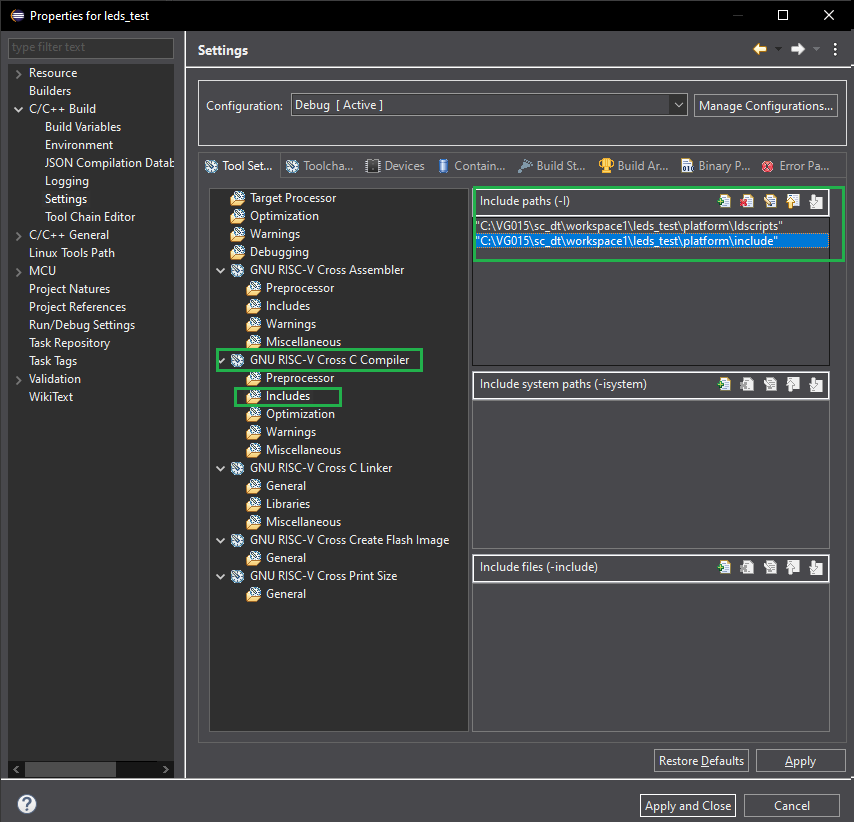 Properties for leds_test
type filter text
Resource
Builders
C/C++ Build
Build Variables
Environment
JSON Compilation Datab
Logging
Settings
Tool Chain Editor
C/C++ General
Linux Tools Path
MCU
Project Natures
Project References
Run/Debug Settings
Task Repository
Task Tags
Validation
WikiText
Settings
Configuration: Debug [ Active ] Manage Configurations...
Tool Set... Toolcha... Devices Contain... Build St... Build Ar... Binary P... Error Pa...
Target Processor
Optimization
Warnings
Debugging
GNU RISC-V Cross Assembler
Preprocessor
Includes
Warnings
Miscellaneous
GNU RISC-V Cross C Compiler
Preprocessor
Includes
Optimization
Warnings
Miscellaneous
GNU RISC-V Cross C Linker
General
Libraries
Miscellaneous
GNU RISC-V Cross Create Flash Image
General
GNU RISC-V Cross Print Size
General
Include paths (-I)
"C:\VG015\sc_dt\workspace1\leds_test\platform\ldscripts"
"C:\VG015\sc_dt\workspace1\leds_test\platform\include"
Include system paths (-isystem)
Include files (-include)
Restore Defaults Apply
Apply and Close Cancel